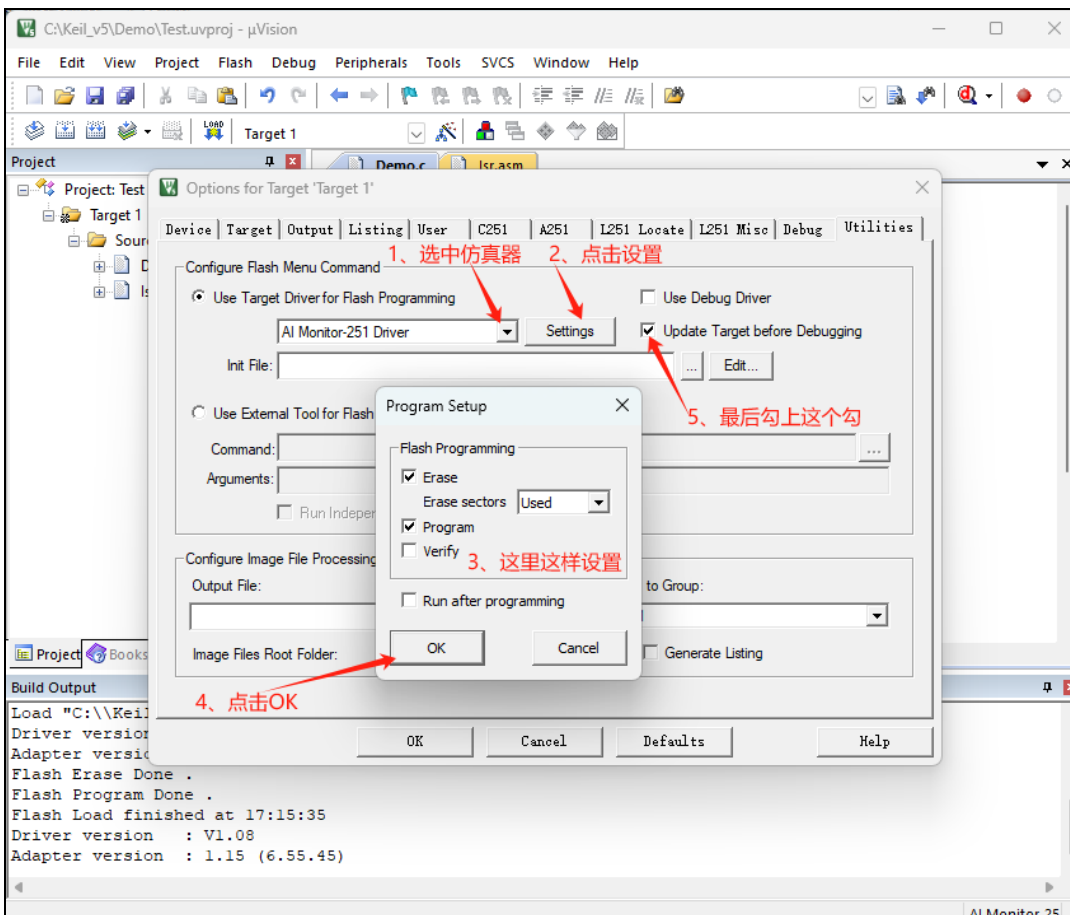 C:\Keil_v5\Demo\Test.uvproj - µVision
File Edit View Project Flash Debug Peripherals Tools SVCS Window Help
LOAD
Target 1
Project
Demo.c
Isr.asm
Project: Test
Target 1
Sour
Options for Target 'Target 1'
Device Target Output Listing User C251 A251 L251 Locate L251 Misc Debug Utilities
1、选中仿真器 2、点击设置
Configure Flash Menu Command
Use Target Driver for Flash Programming
Use Debug Driver
AI Monitor-251 Driver
Settings
Update Target before Debugging
Init File:
...
Edit...
5、最后勾上这个勾
Use External Tool for Flash
Command:
...
Arguments:
Run Indeper
Program Setup
Flash Programming
Erase
Erase sectors
Used
Program
Verify
3、这里这样设置
Run after programming
OK
Cancel
4、点击OK
Configure Image File Processing
Output File:
to Group:
Image Files Root Folder:
Generate Listing
OK Cancel Defaults Help
Project Books
Build Output
Load "C:\\Keil
Driver version
Adapter versio
Flash Erase Done .
Flash Program Done .
Flash Load finished at 17:15:35
Driver version : V1.08
Adapter version : 1.15 (6.55.45)
AI Monitor-25